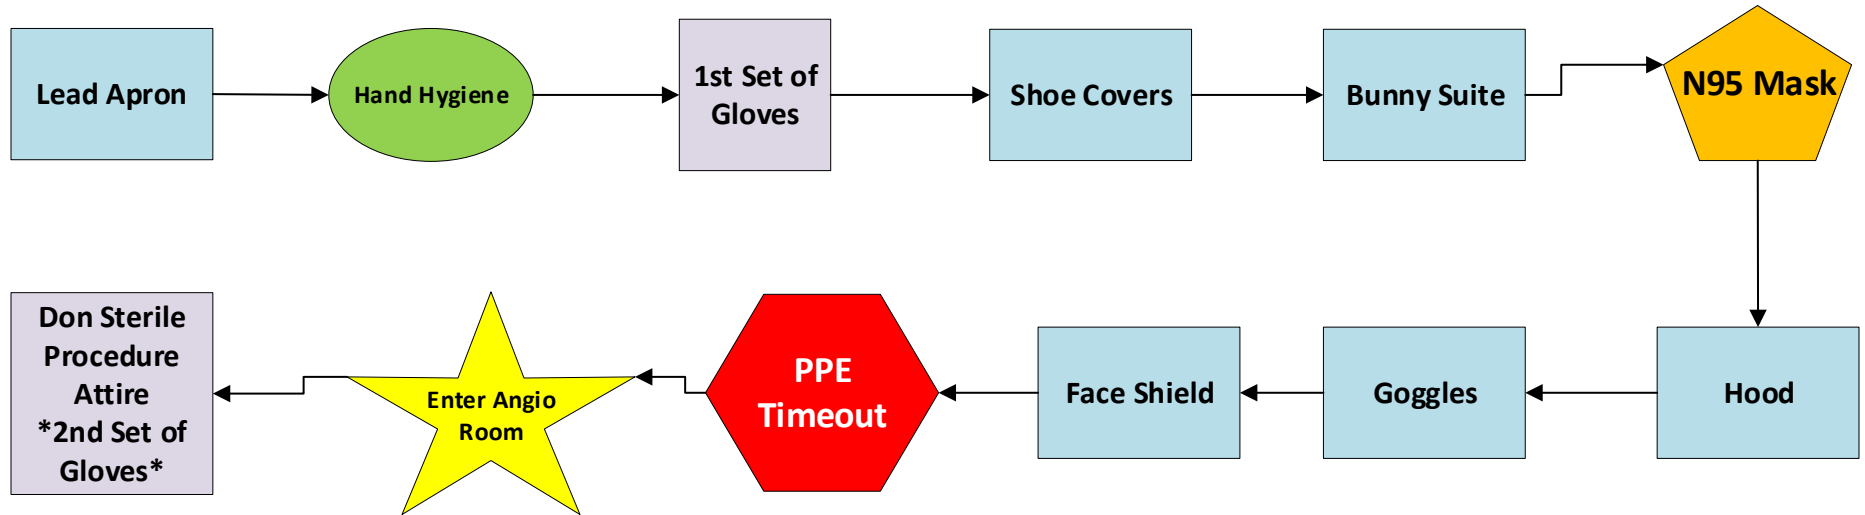 Lead Apron
Hand Hygiene
1st Set of
Gloves
Shoe Covers
Bunny Suite
N95 Mask
Hood
Goggles
Face Shield
PPE
Timeout
Enter Angio
Room
Don Sterile
Procedure
Attire
*2nd Set of
Gloves*